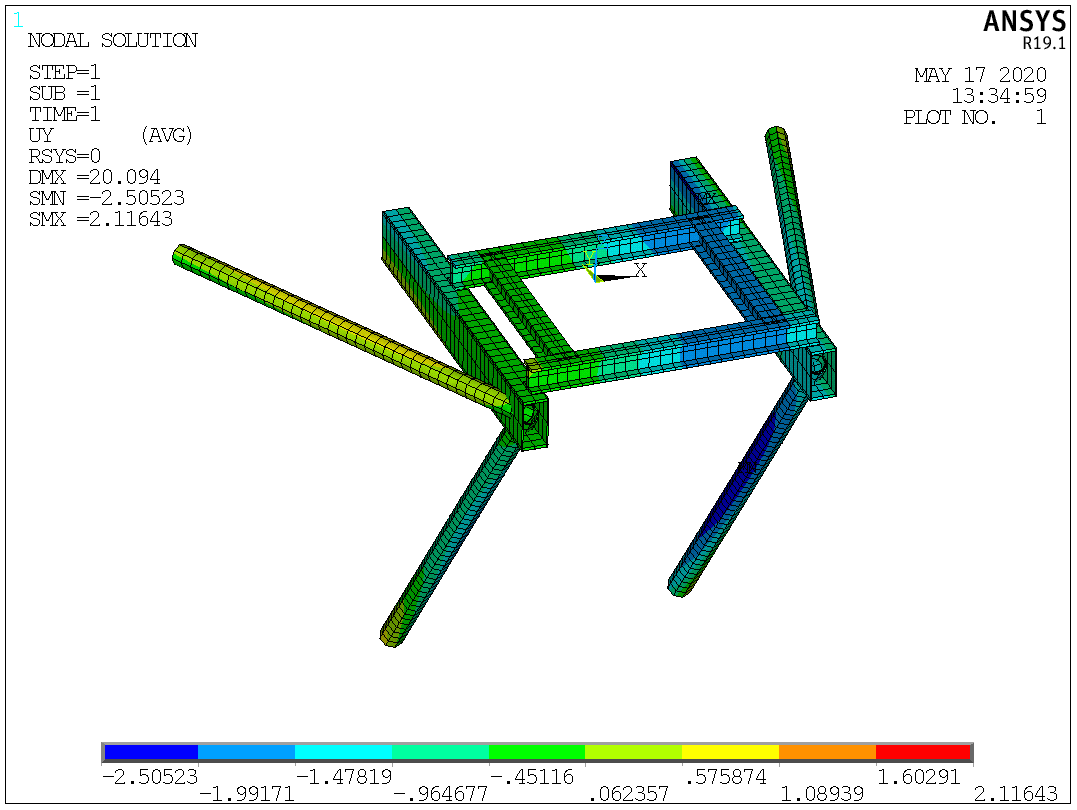 1
NODAL SOLUTION
STEP=1
SUB =1
TIME=1
UY (AVG)
RSYS=0
DMX =20.094
SMN =-2.50523
SMX =2.11643
ANSYS
R19.1
MAY 17 2020
13:34:59
PLOT NO. 1
Y
X
-2.50523
-1.99171
-1.47819
-.964677
-.45116
.062357
.575874
1.08939
1.60291
2.11643